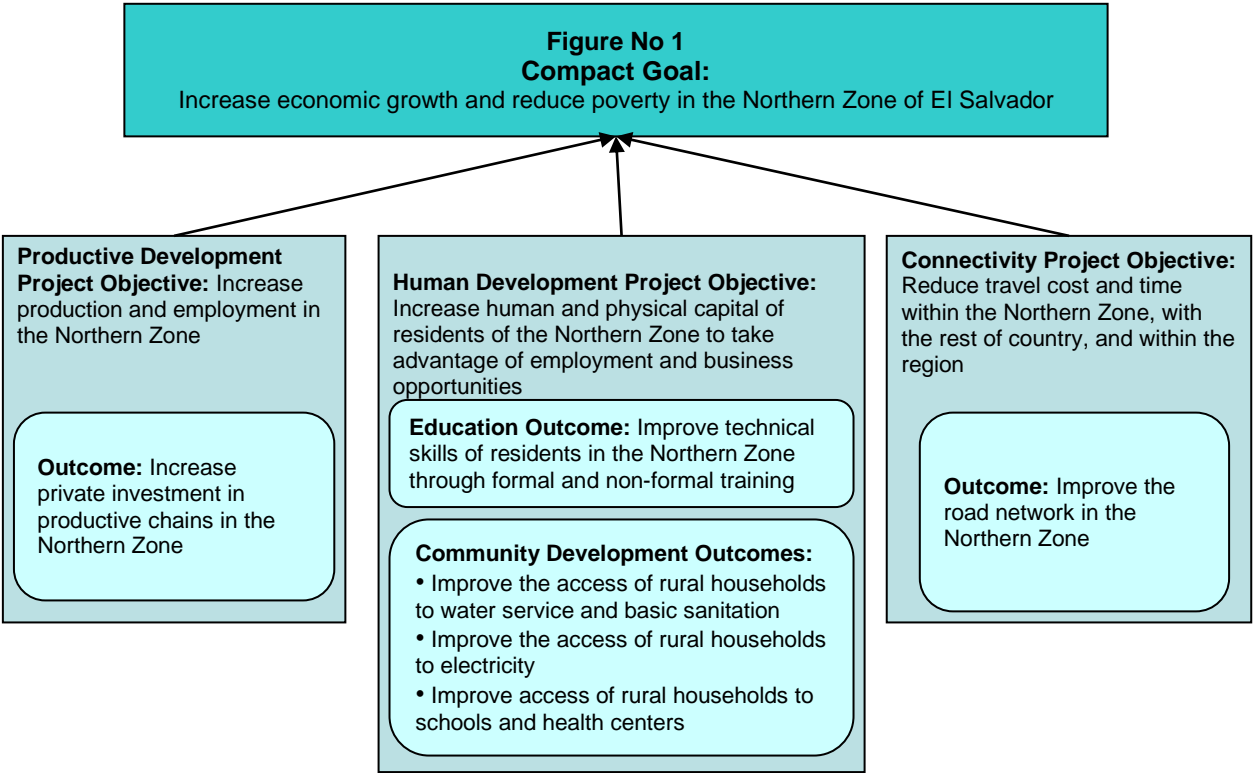 Figure No 1
Compact Goal:
Increase economic growth and reduce poverty in the Northern Zone of El Salvador
Productive Development
Project Objective: Increase
production and employment in
the Northern Zone
Outcome: Increase
private investment in
productive chains in the
Northern Zone
Human Development Project Objective:
Increase human and physical capital of
residents of the Northern Zone to take
advantage of employment and business
opportunities
Education Outcome: Improve technical
skills of residents in the Northern Zone
through formal and non-formal training
Community Development Outcomes:
• Improve the access of rural households
to water service and basic sanitation
• Improve the access of rural households
to electricity
• Improve access of rural households to
schools and health centers
Connectivity Project Objective:
Reduce travel cost and time
within the Northern Zone, with
the rest of country, and within the
region
Outcome: Improve the
road network in the
Northern Zone